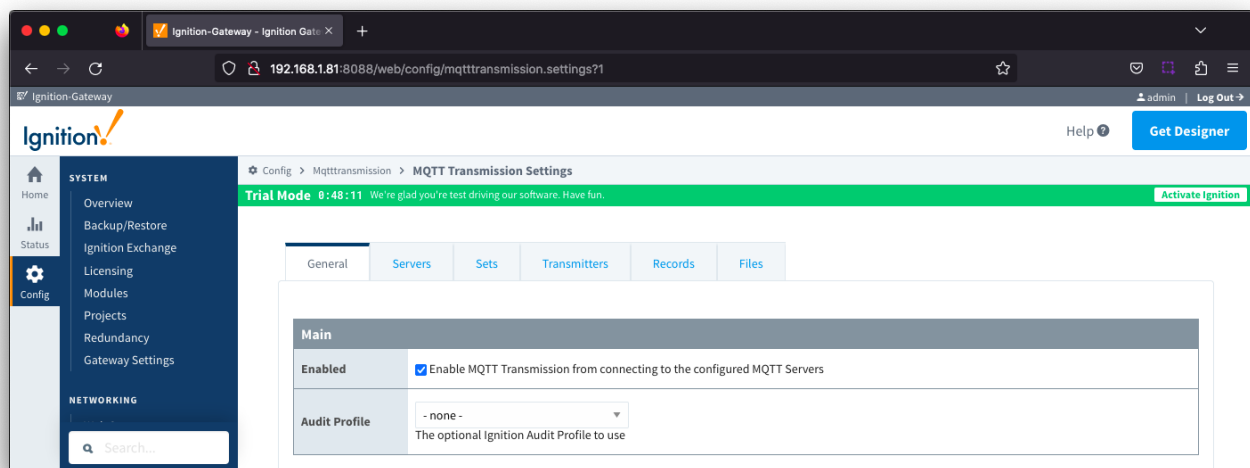 Ignition-Gateway - Ignition Gate
192.168.1.81:8088/web/config/mqtttransmission.settings?1
Ignition-Gateway
admin | Log Out
Ignition!
Help
Get Designer
Config > Mqtttransmission > MQTT Transmission Settings
Trial Mode 0:48:11 We're glad you're test driving our software. Have fun.
Activate Ignition
Home
Status
Config
SYSTEM
Overview
Backup/Restore
Ignition Exchange
Licensing
Modules
Projects
Redundancy
Gateway Settings
NETWORKING
Search...
General
Servers
Sets
Transmitters
Records
Files
Main
Enabled
Enable MQTT Transmission from connecting to the configured MQTT Servers
Audit Profile
- none -
The optional Ignition Audit Profile to use